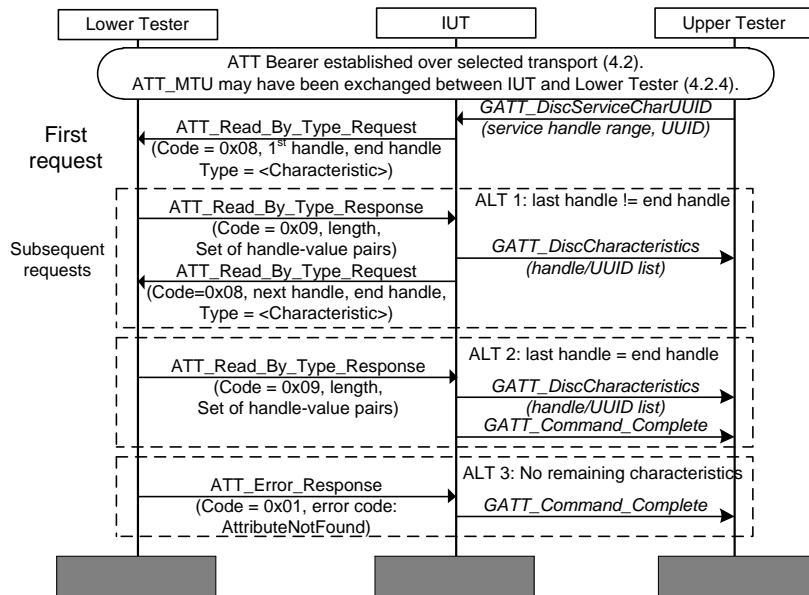 Lower Tester
IUT
Upper Tester
ATT Bearer established over selected transport (4.2).
ATT_MTU may have been exchanged between IUT and Lower Tester (4.2.4).
GATT_DiscServiceCharUUID
(service handle range, UUID)
First
request
ATT_Read_By_Type_Request
(Code = 0x08, 1st handle, end handle
Type = <Characteristic>)
ALT 1: last handle != end handle
ATT_Read_By_Type_Response
(Code = 0x09, length,
Set of handle-value pairs)
Subsequent
requests
GATT_DiscCharacteristics
(handle/UUID list)
ATT_Read_By_Type_Request
(Code=0x08, next handle, end handle,
Type = <Characteristic>)
ALT 2: last handle = end handle
ATT_Read_By_Type_Response
(Code = 0x09, length,
Set of handle-value pairs)
GATT_DiscCharacteristics
(handle/UUID list)
GATT_Command_Complete
ALT 3: No remaining characteristics
ATT_Error_Response
(Code = 0x01, error code:
AttributeNotFound)
GATT_Command_Complete